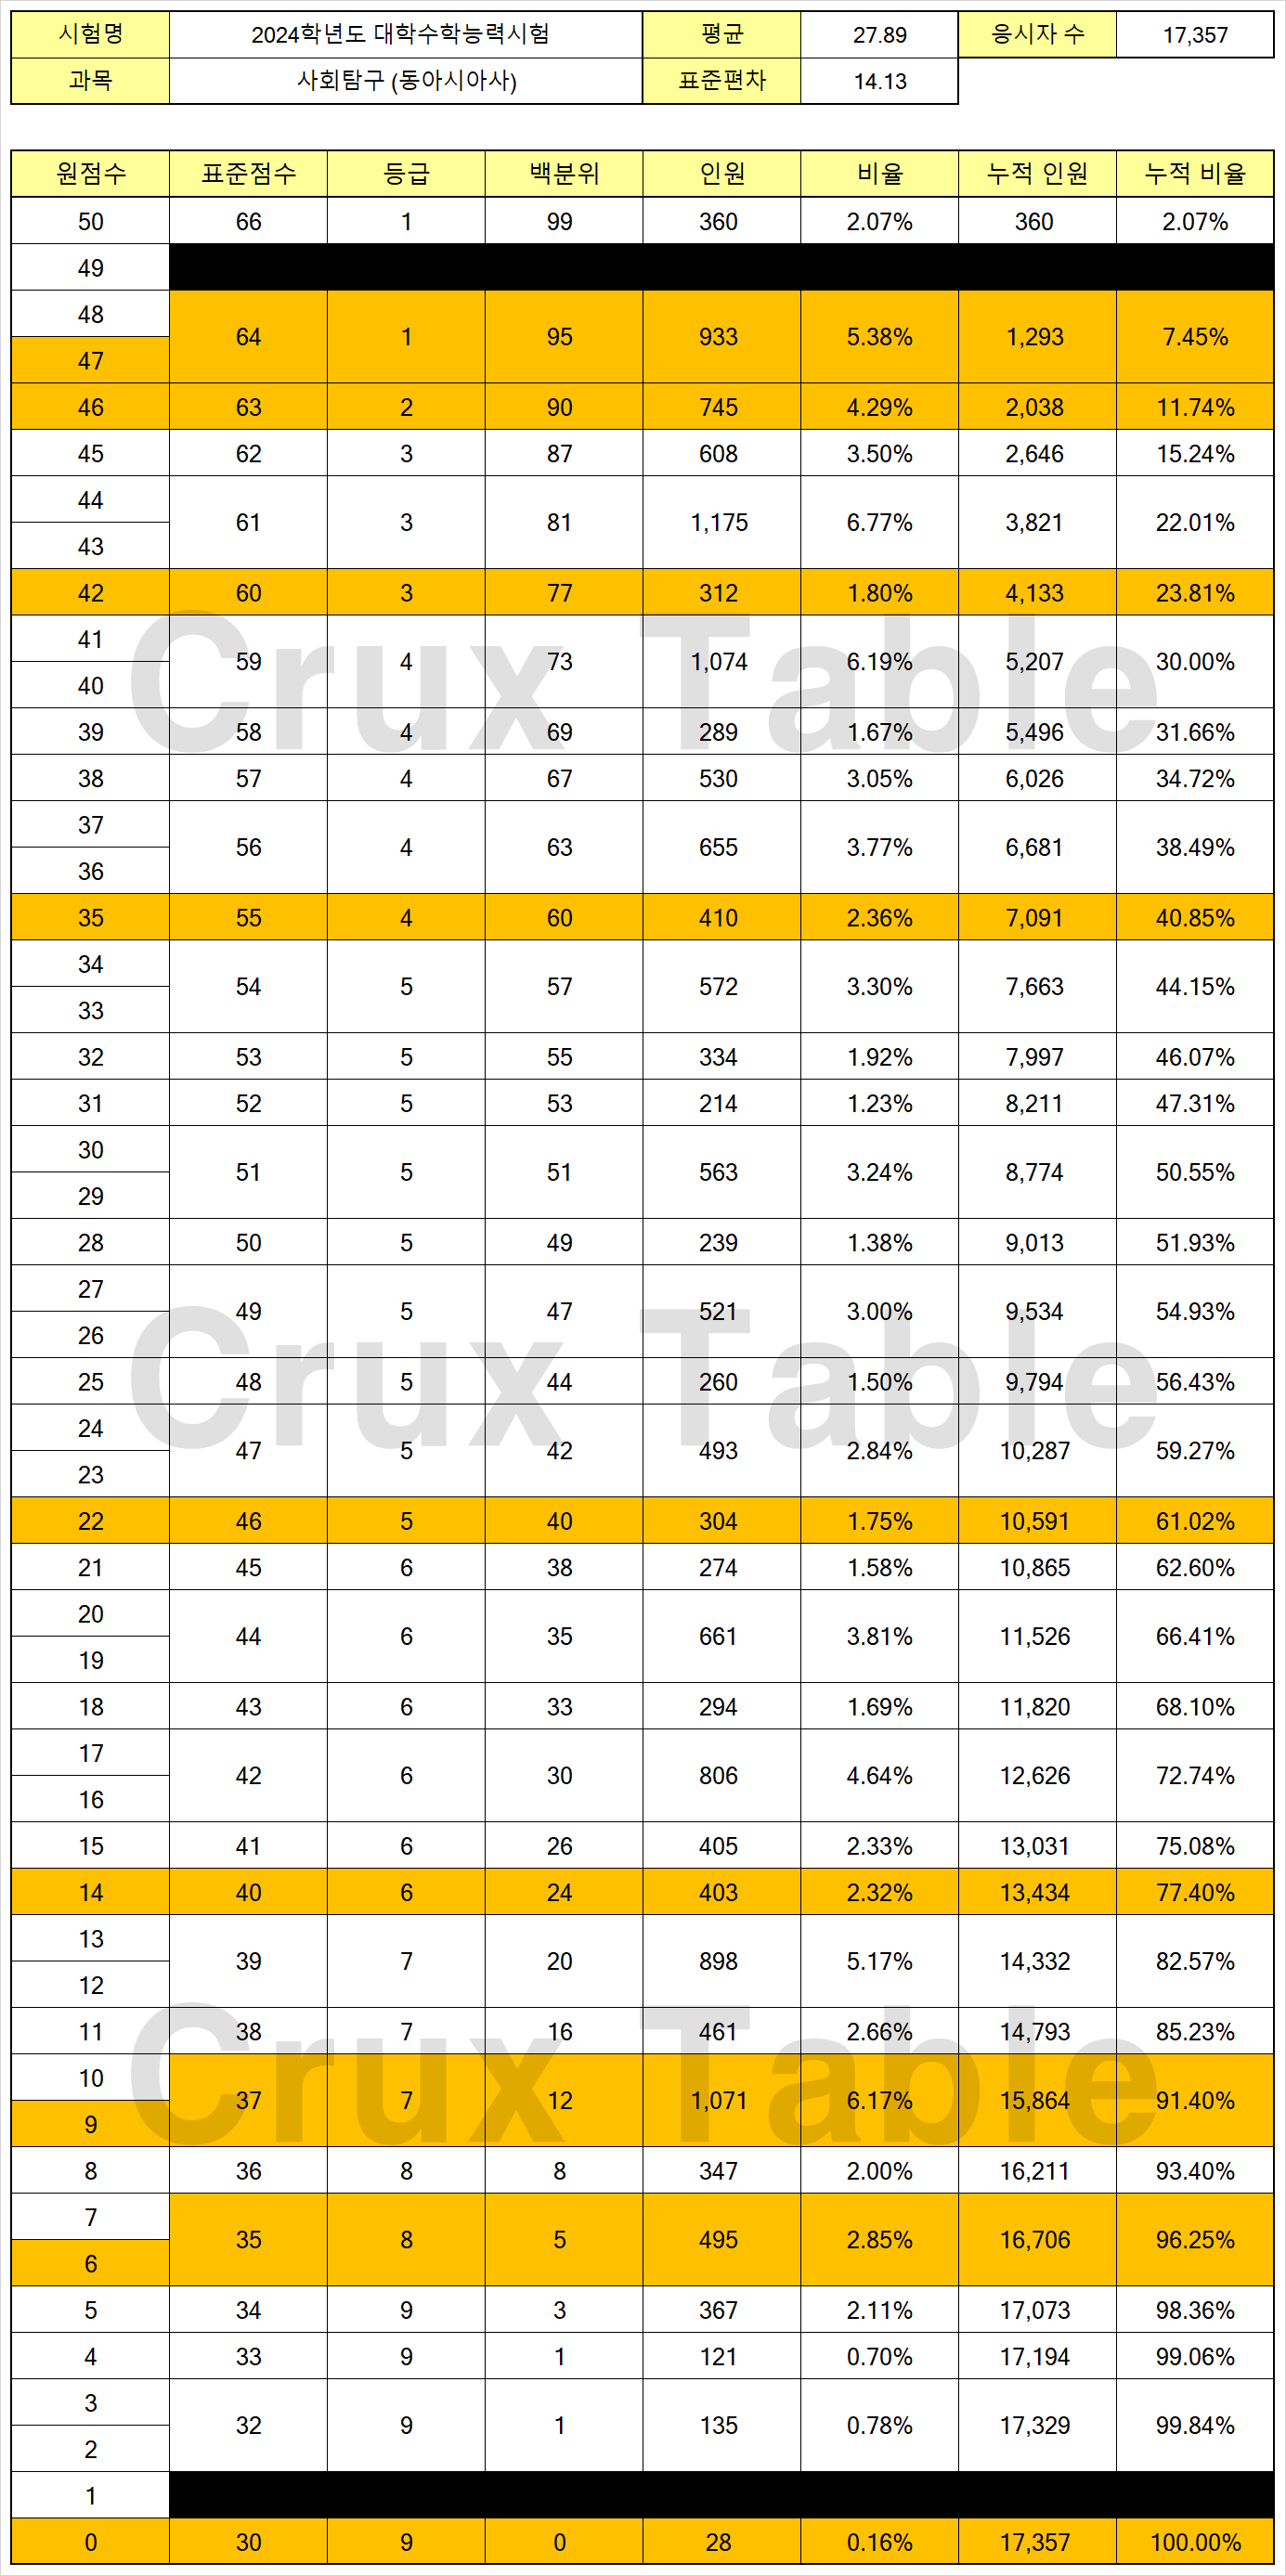 시험명 2024학년도 대학수학능력시험 평균 27.89 응시자 수 17,357
과목 사회탐구 (동아시아사) 표준편차 14.13
원점수 표준점수 등급 백분위 인원 비율 누적 인원 누적 비율
50 66 1 99 360 2.07% 360 2.07%
49
48
64 1 95 933 5.38% 1,293 7.45%
47
46 63 2 90 745 4.29% 2,038 11.74%
45 62 3 87 608 3.50% 2,646 15.24%
44
61 3 81 1,175 6.77% 3,821 22.01%
43
42 60 3 77 312 1.80% 4,133 23.81%
Crux Table
41
59 4 73 1,074 6.19% 5,207 30.00%
40
39 58 4 69 289 1.67% 5,496 31.66%
38 57 4 67 530 3.05% 6,026 34.72%
37
56 4 63 655 3.77% 6,681 38.49%
36
35 55 4 60 410 2.36% 7,091 40.85%
34
54 5 57 572 3.30% 7,663 44.15%
33
32 53 5 55 334 1.92% 7,997 46.07%
31 52 5 53 214 1.23% 8,211 47.31%
30
51 5 51 563 3.24% 8,774 50.55%
29
28 50 5 49 239 1.38% 9,013 51.93%
27
49 5 47 521 3.00% 9,534 54.93%
26
Crux Table
25 48 5 44 260 1.50% 9,794 56.43%
24
47 5 42 493 2.84% 10,287 59.27%
23
22 46 5 40 304 1.75% 10,591 61.02%
21 45 6 38 274 1.58% 10,865 62.60%
20
44 6 35 661 3.81% 11,526 66.41%
19
18 43 6 33 294 1.69% 11,820 68.10%
17
42 6 30 806 4.64% 12,626 72.74%
16
15 41 6 26 405 2.33% 13,031 75.08%
14 40 6 24 403 2.32% 13,434 77.40%
13
39 7 20 898 5.17% 14,332 82.57%
12
11 38 7 16 461 2.66% 14,793 85.23%
Crux Table
10
37 7 12 1,071 6.17% 15,864 91.40%
9
8 36 8 8 347 2.00% 16,211 93.40%
7
35 8 5 495 2.85% 16,706 96.25%
6
5 34 9 3 367 2.11% 17,073 98.36%
4 33 9 1 121 0.70% 17,194 99.06%
3
32 9 1 135 0.78% 17,329 99.84%
2
1
0 30 9 0 28 0.16% 17,357 100.00%